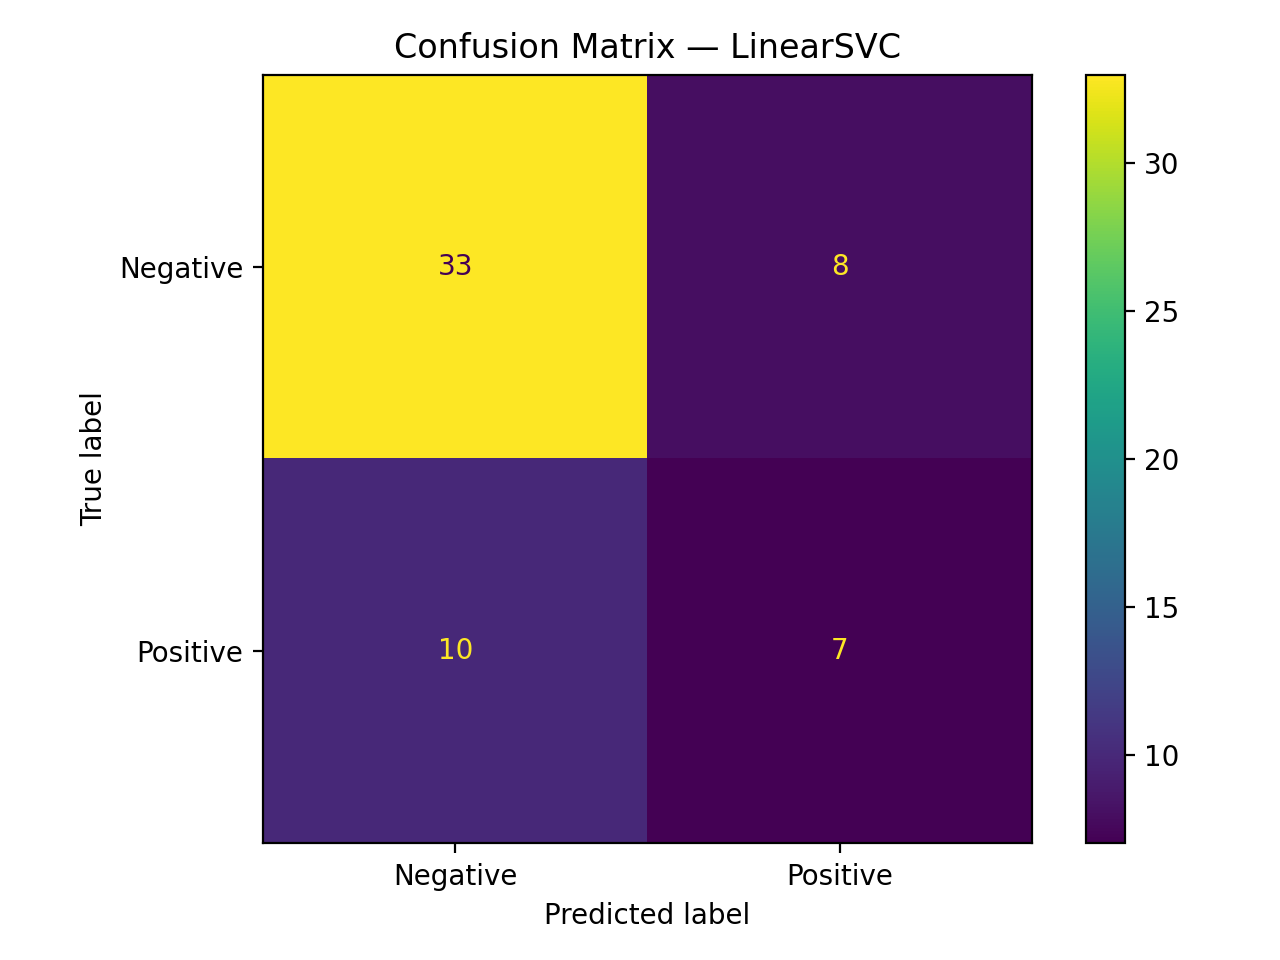 Confusion Matrix — LinearSVC
Negative
33
8
True label
Positive
10
7
Negative
Positive
Predicted label
30
25
20
15
10